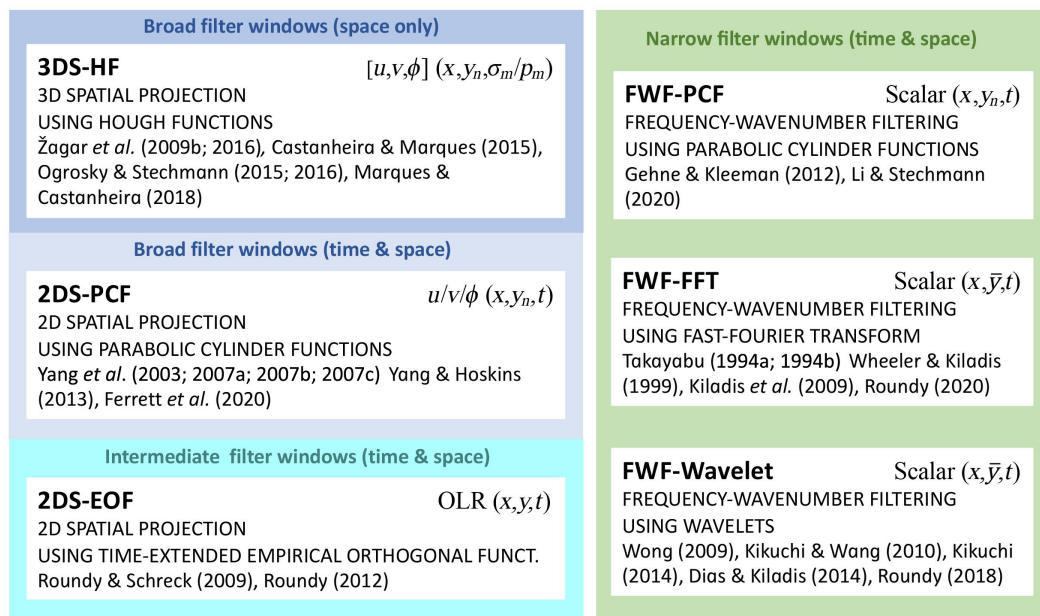 Broad filter windows (space only)
3DS-HF [u,v,ϕ] (x,yₙ,σₘ/pₘ)
3D SPATIAL PROJECTION
USING HOUGH FUNCTIONS
Žagar et al. (2009b; 2016), Castanheira & Marques (2015),
Ogrosky & Stechmann (2015; 2016), Marques &
Castanheira (2018)
Broad filter windows (time & space)
2DS-PCF u/v/ϕ (x,yₙ,t)
2D SPATIAL PROJECTION
USING PARABOLIC CYLINDER FUNCTIONS
Yang et al. (2003; 2007a; 2007b; 2007c) Yang & Hoskins
(2013), Ferrett et al. (2020)
Intermediate filter windows (time & space)
2DS-EOF OLR (x,y,t)
2D SPATIAL PROJECTION
USING TIME-EXTENDED EMPIRICAL ORTHOGONAL FUNCT.
Roundy & Schreck (2009), Roundy (2012)
Narrow filter windows (time & space)
FWF-PCF Scalar (x,yₙ,t)
FREQUENCY-WAVENUMBER FILTERING
USING PARABOLIC CYLINDER FUNCTIONS
Gehne & Kleeman (2012), Li & Stechmann
(2020)
FWF-FFT Scalar (x,ȳ,t)
FREQUENCY-WAVENUMBER FILTERING
USING FAST-FOURIER TRANSFORM
Takayabu (1994a; 1994b) Wheeler & Kiladis
(1999), Kiladis et al. (2009), Roundy (2020)
FWF-Wavelet Scalar (x,ȳ,t)
FREQUENCY-WAVENUMBER FILTERING
USING WAVELETS
Wong (2009), Kikuchi & Wang (2010), Kikuchi
(2014), Dias & Kiladis (2014), Roundy (2018)